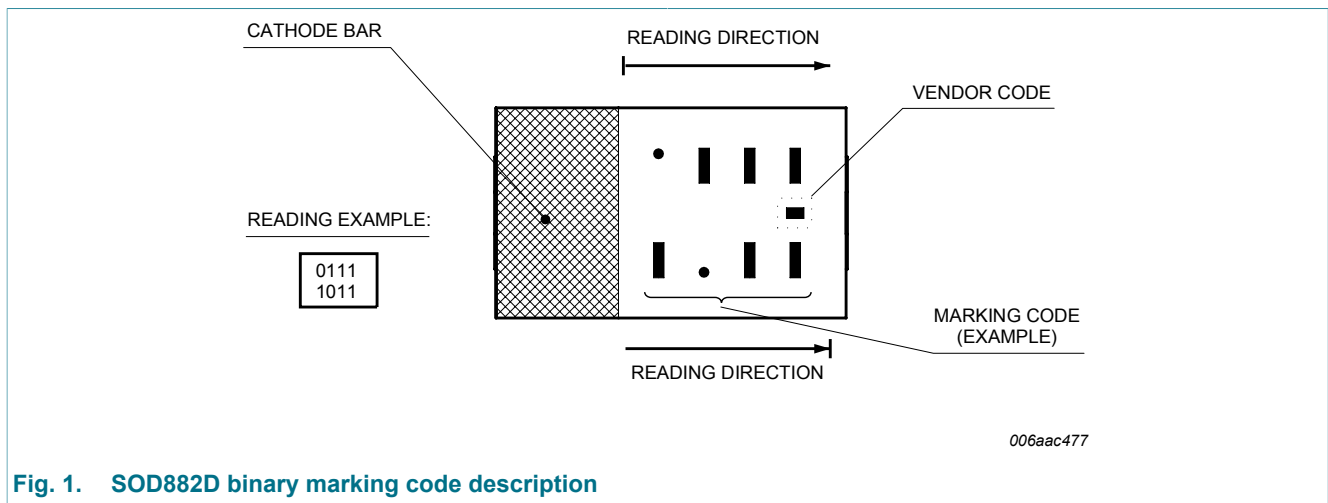 CATHODE BAR
READING DIRECTION
VENDOR CODE
READING EXAMPLE:
0111
1011
MARKING CODE
(EXAMPLE)
READING DIRECTION
006aac477
Fig. 1. SOD882D binary marking code description